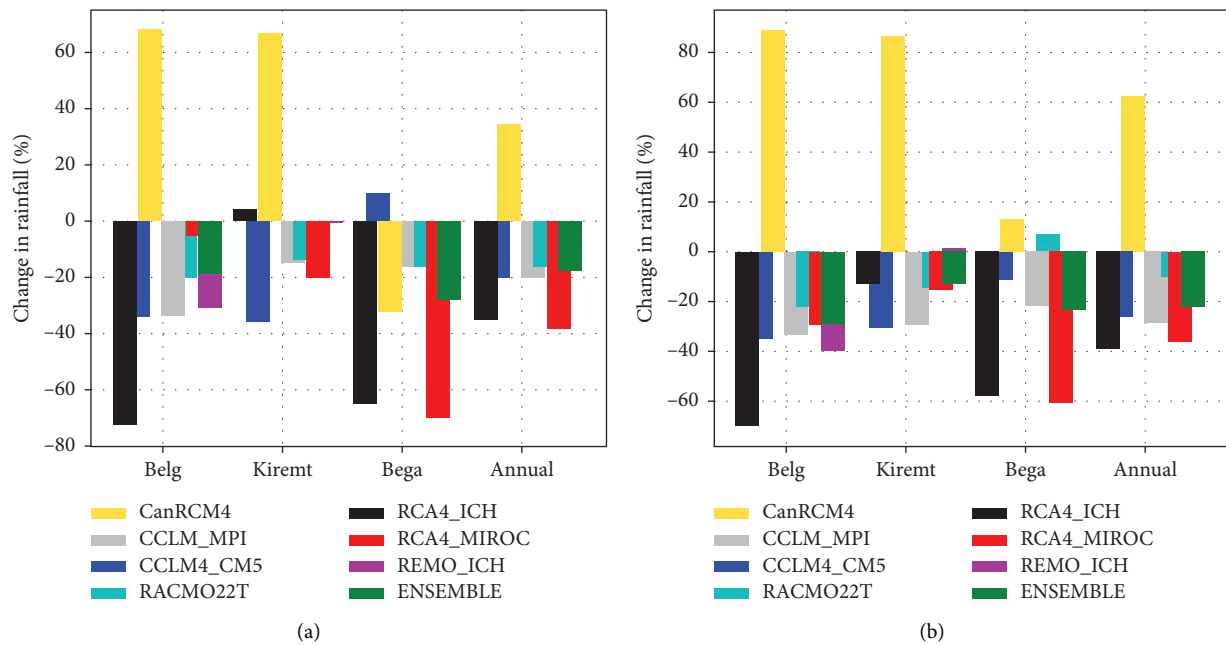 Change in rainfall (%)
60
40
20
0
−20
−40
−60
−80
Belg Kiremt Bega Annual
CanRCM4 RCA4_ICH
CCLM_MPI RCA4_MIROC
CCLM4_CM5 REMO_ICH
RACMO22T ENSEMBLE
(a)
Change in rainfall (%)
80
60
40
20
0
−20
−40
−60
Belg Kiremt Bega Annual
CanRCM4 RCA4_ICH
CCLM_MPI RCA4_MIROC
CCLM4_CM5 REMO_ICH
RACMO22T ENSEMBLE
(b)